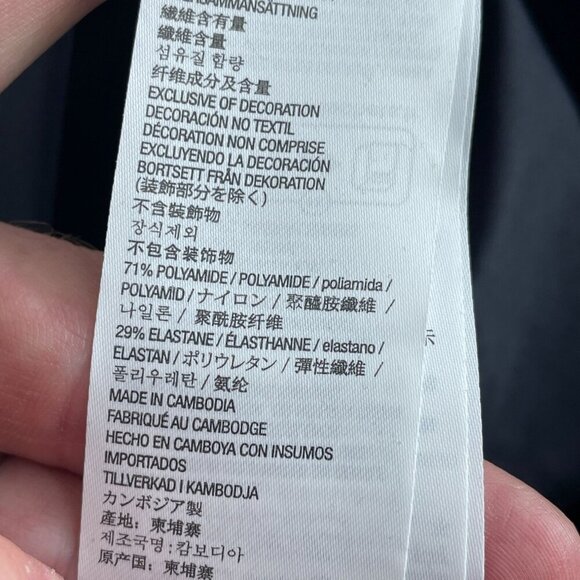 SAMMANSÄTTNING
繊維含有量
纖維含量
섬유질 함량
纤维成分及含量
EXCLUSIVE OF DECORATION
DECORACIÓN NO TEXTIL
DÉCORATION NON COMPRISE
EXCLUYENDO LA DECORACIÓN
BORTSETT FRÅN DEKORATION
(装飾部分を除く)
不含裝飾物
장식제외
不包含装饰物
71% POLYAMIDE / POLYAMIDE / poliamida /
POLYAMID / ナイロン / 聚醯胺纖維 /
나일론 / 聚酰胺纤维
29% ELASTANE / ÉLASTHANNE / elastano /
ELASTAN / ポリウレタン / 彈性纖維 /
폴리우레탄 / 氨纶
MADE IN CAMBODIA
FABRIQUÉ AU CAMBODGE
HECHO EN CAMBOYA CON INSUMOS
IMPORTADOS
TILLVERKAD I KAMBODJA
カンボジア製
產地: 柬埔寨
제조국명: 캄보디아
原产国: 柬埔寨
示